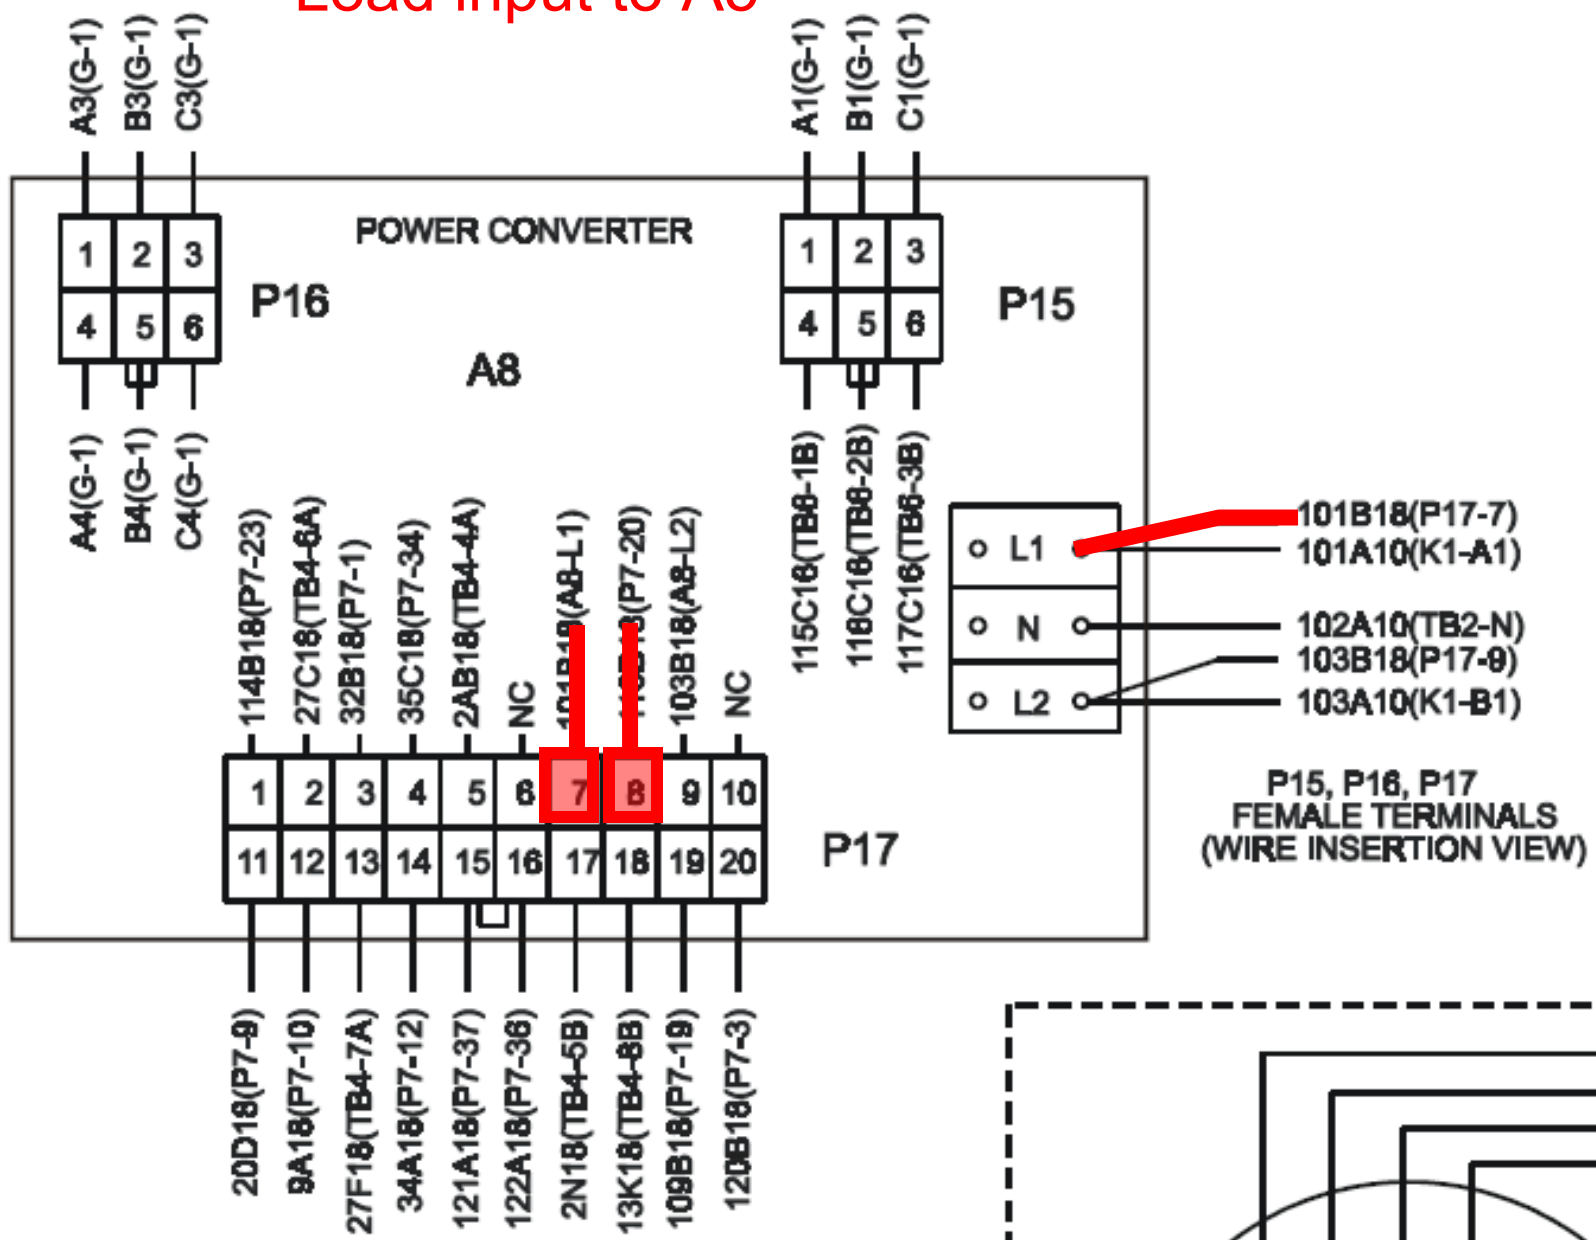 Load input to A8
A3(G-1)
B3(G-1)
C3(G-1)
A1(G-1)
B1(G-1)
C1(G-1)
POWER CONVERTER
1 2 3
4 5 6
P16
A8
1 2 3
4 5 6
P15
A4(G-1)
B4(G-1)
C4(G-1)
115C16(TB6-1B)
116C16(TB6-2B)
117C16(TB6-3B)
L1
N
L2
101B18(P17-7)
101A10(K1-A1)
102A10(TB2-N)
103B18(P17-9)
103A10(K1-B1)
114B18(P7-23)
27C18(TB4-6A)
32B18(P7-1)
35C18(P7-34)
2AB18(TB4-4A)
NC
101B18(A8-L1)
(P7-20)
103B18(A8-L2)
NC
1 2 3 4 5 6 7 8 9 10
11 12 13 14 15 16 17 18 19 20
P17
P15, P16, P17
FEMALE TERMINALS
(WIRE INSERTION VIEW)
20D18(P7-9)
9A18(P7-10)
27F18(TB4-7A)
34A18(P7-12)
121A18(P7-37)
122A18(P7-36)
2N18(TB4-5B)
13K18(TB4-8B)
109B18(P7-19)
120B18(P7-3)